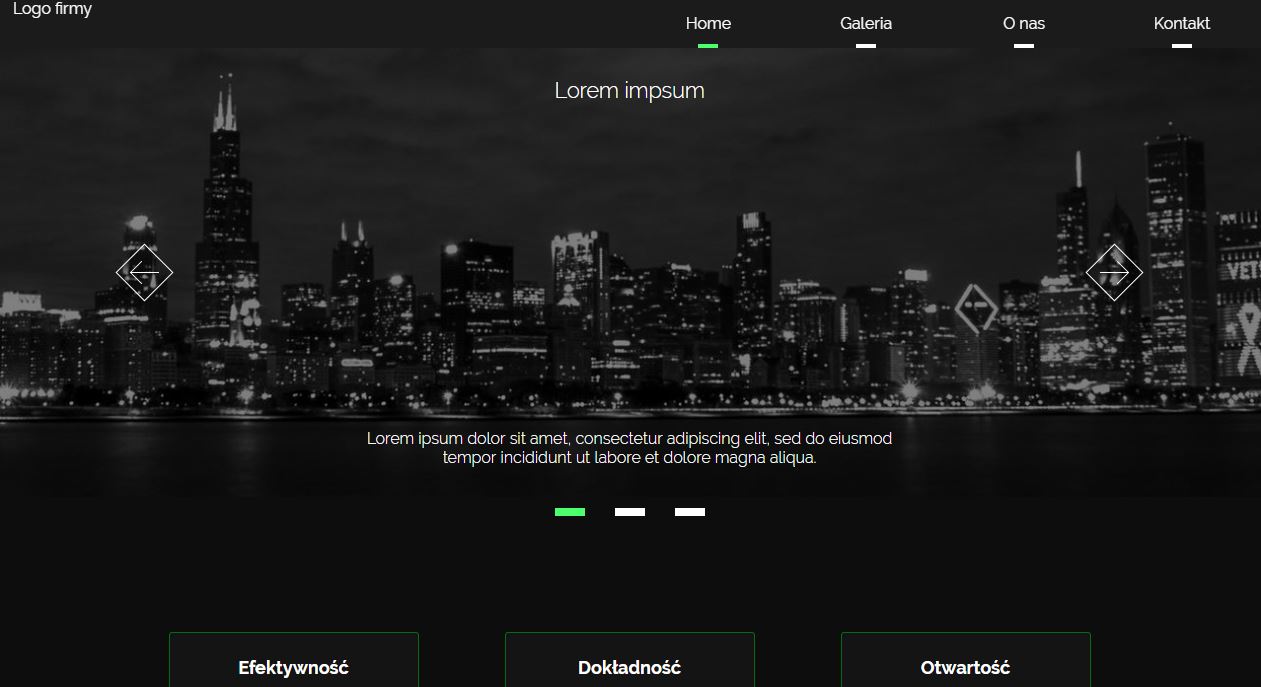 Logo firmy
Home
Galeria
O nas
Kontakt
Lorem impsum
VETS
Lorem ipsum dolor sit amet, consectetur adipiscing elit, sed do eiusmod
tempor incididunt ut labore et dolore magna aliqua.
Efektywność
Dokładność
Otwartość